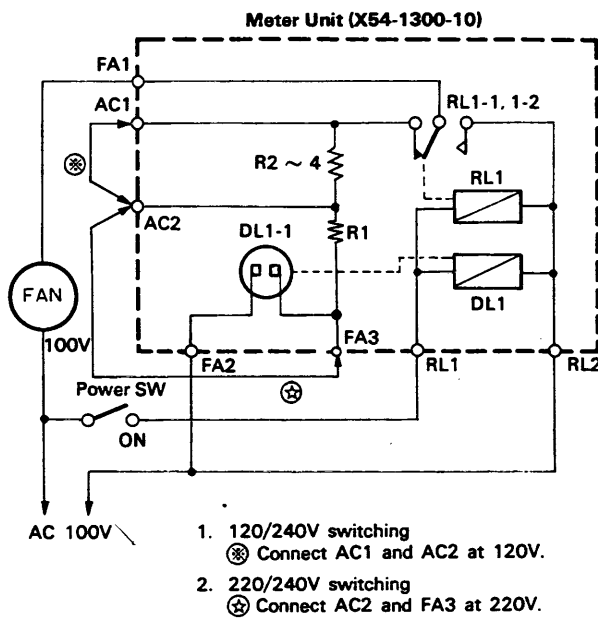 Meter Unit (X54-1300-10)
FA1
AC1
RL1-1, 1-2
R2 ~ 4
RL1
※
AC2
DL1-1
R1
DL1
FAN
100V
FA2
FA3
RL1
RL2
Power SW
☆
ON
AC 100V
1. 120/240V switching
※ Connect AC1 and AC2 at 120V.
2. 220/240V switching
☆ Connect AC2 and FA3 at 220V.